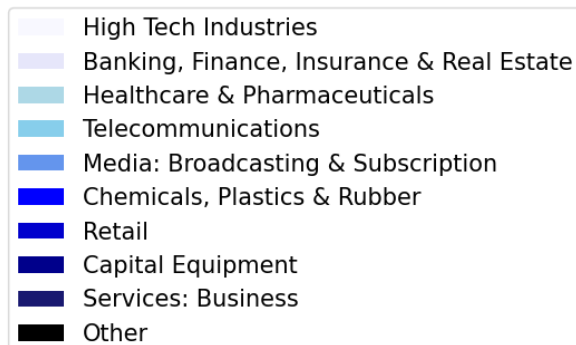 High Tech Industries
Banking, Finance, Insurance & Real Estate
Healthcare & Pharmaceuticals
Telecommunications
Media: Broadcasting & Subscription
Chemicals, Plastics & Rubber
Retail
Capital Equipment
Services: Business
Other